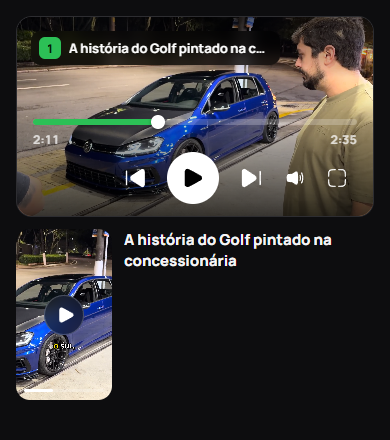 1 A história do Golf pintado na c...
2:11 2:35
A história do Golf pintado na
concessionária